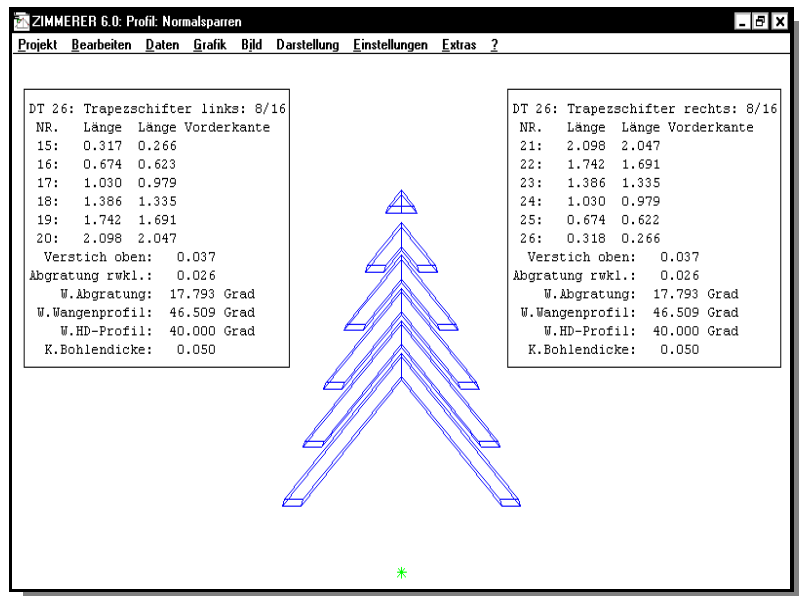 ZIMMERER 6.0: Profil: Normalsparren
Projekt Bearbeiten Daten Grafik Bild Darstellung Einstellungen Extras ?
DT 26: Trapezschifter links: 8/16
NR. Länge Länge Vorderkante
15: 0.317 0.266
16: 0.674 0.623
17: 1.030 0.979
18: 1.386 1.335
19: 1.742 1.691
20: 2.098 2.047
Verstich oben: 0.037
Abgratung rwkl.: 0.026
W.Abgratung: 17.793 Grad
W.Wangenprofil: 46.509 Grad
W.HD-Profil: 40.000 Grad
K.Bohlendicke: 0.050
DT 26: Trapezschifter rechts: 8/16
NR. Länge Länge Vorderkante
21: 2.098 2.047
22: 1.742 1.691
23: 1.386 1.335
24: 1.030 0.979
25: 0.674 0.622
26: 0.318 0.266
Verstich oben: 0.037
Abgratung rwkl.: 0.026
W.Abgratung: 17.793 Grad
W.Wangenprofil: 46.509 Grad
W.HD-Profil: 40.000 Grad
K.Bohlendicke: 0.050